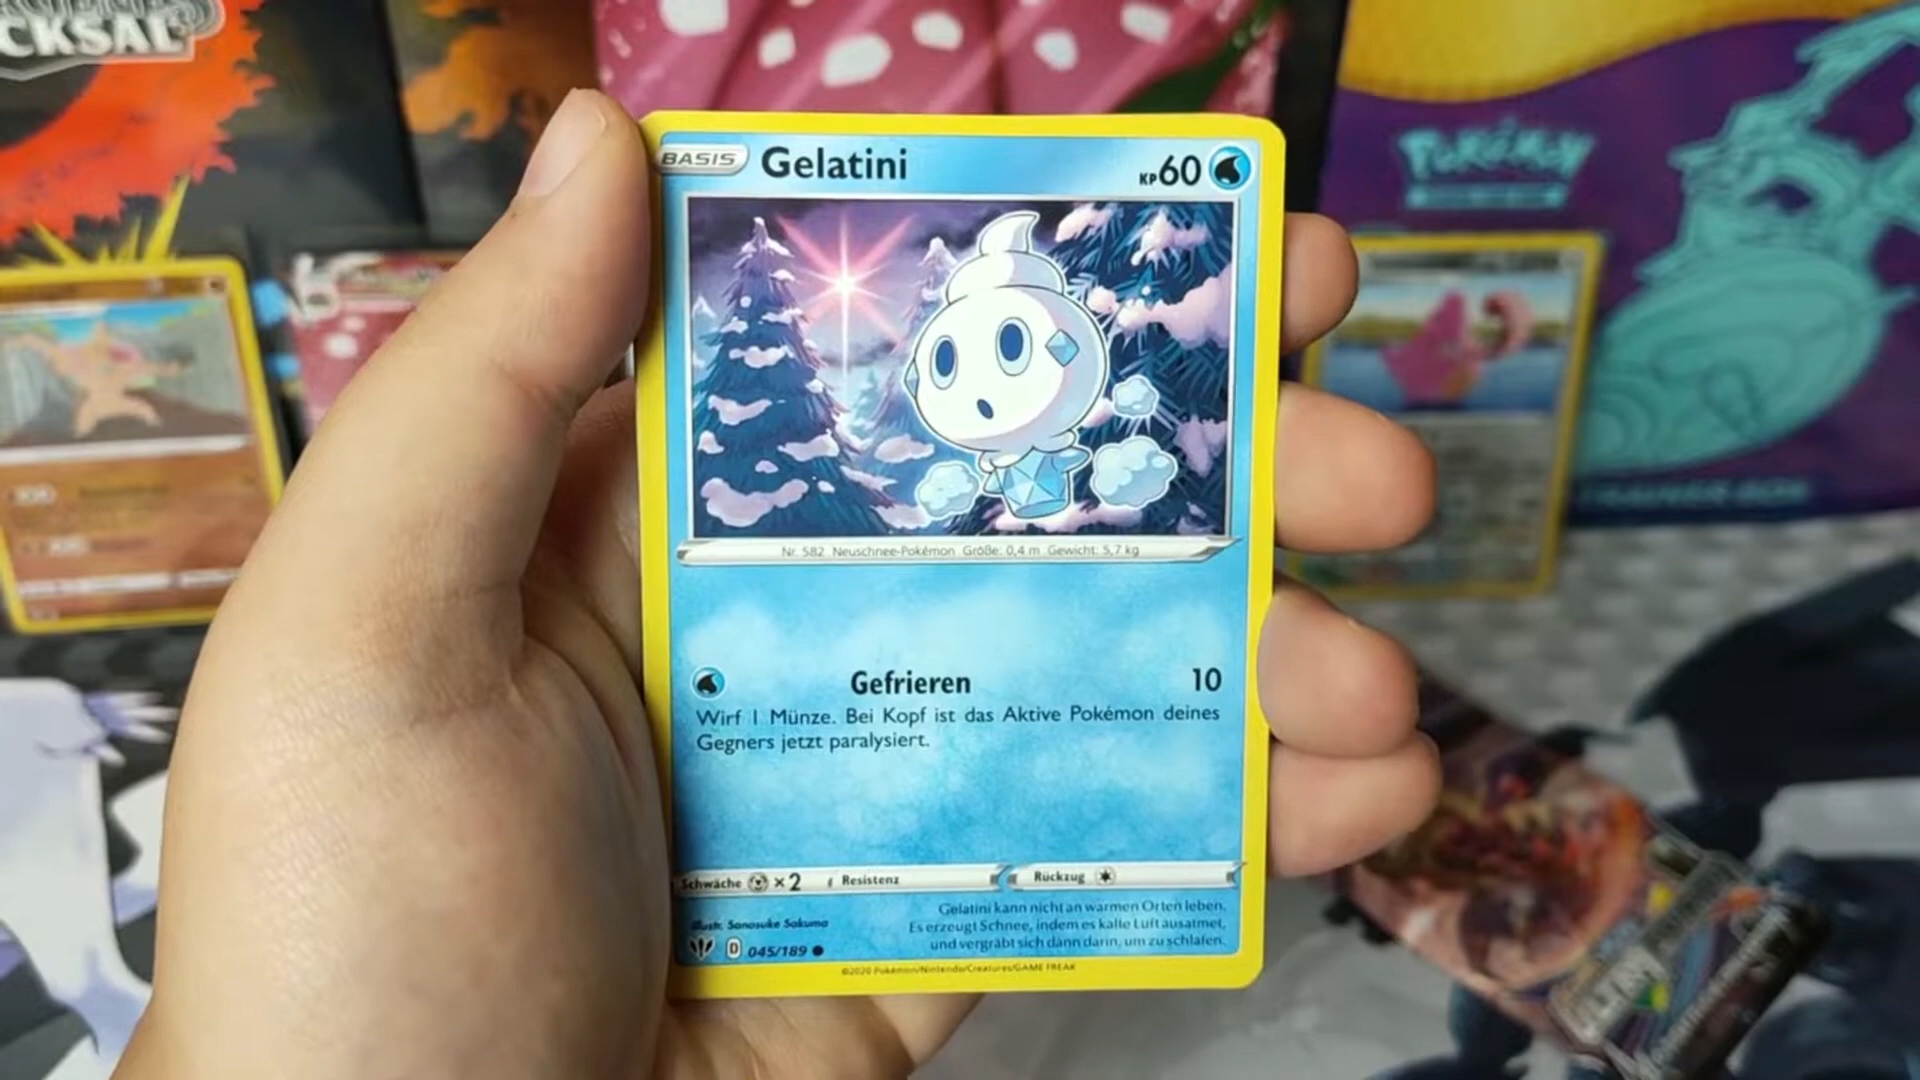 CKSAL
Pokémon
BASIS Gelatini KP60
Nr. 582 Neuschnee-Pokémon Größe: 0,4 m Gewicht: 5,7 kg
Gefrieren 10
Wirf 1 Münze. Bei Kopf ist das Aktive Pokémon deines
Gegners jetzt paralysiert.
Schwäche ×2 Resistenz Rückzug
Illustr. Sanosuke Sakuma
D 045/189
Gelatini kann nicht an warmen Orten leben.
Es erzeugt Schnee, indem es kalte Luft ausatmet,
und vergräbt sich dann darin, um zu schlafen.
©2020 Pokémon/Nintendo/Creatures/GAME FREAK